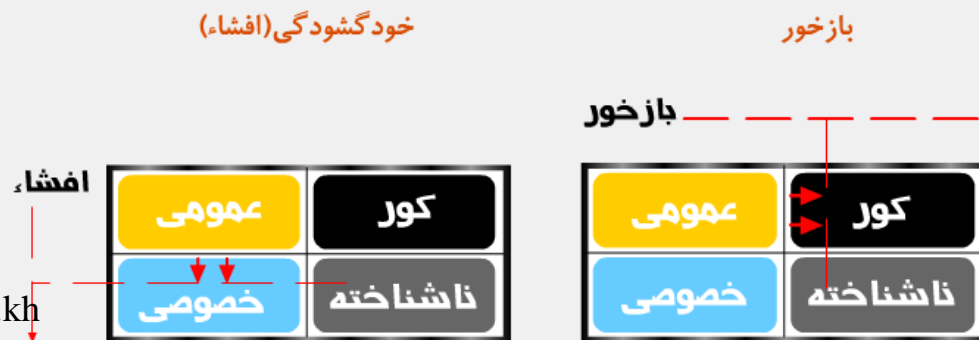 بازخور
خودگشودگی(افشاء)
بازخور
کور
عمومی
ناشناخته
خصوصی
افشاء
کور
عمومی
ناشناخته
خصوصی
kh